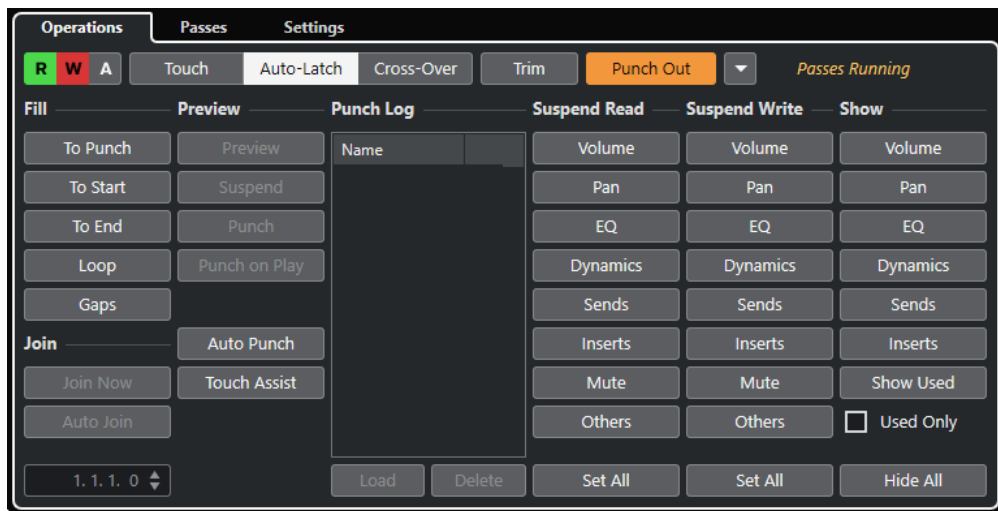 Operations Passes Settings
R W A Touch Auto-Latch Cross-Over Trim Punch Out Passes Running
Fill Preview Punch Log Suspend Read Suspend Write Show
To Punch Preview Name Volume Volume Volume
To Start Suspend Pan Pan Pan
To End Punch EQ EQ EQ
Loop Punch on Play Dynamics Dynamics Dynamics
Gaps Sends Sends Sends
Join Auto Punch Inserts Inserts Inserts
Join Now Touch Assist Mute Mute Show Used
Auto Join Others Others Used Only
1. 1. 1. 0 Load Delete Set All Set All Hide All